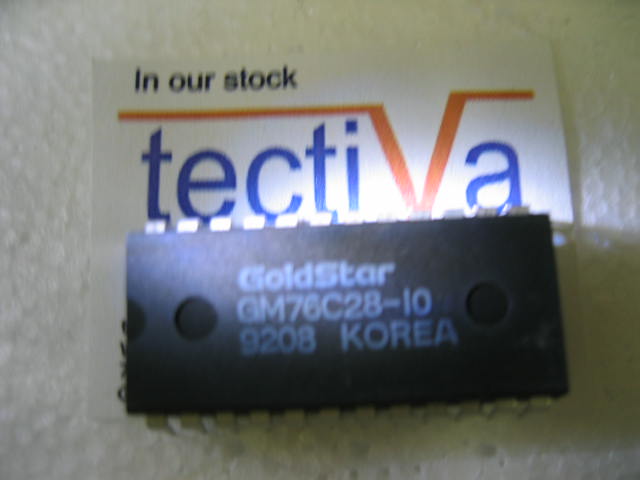 In our stock
tectiVa
GoldStar
GM76C28-10
9208 KOREA